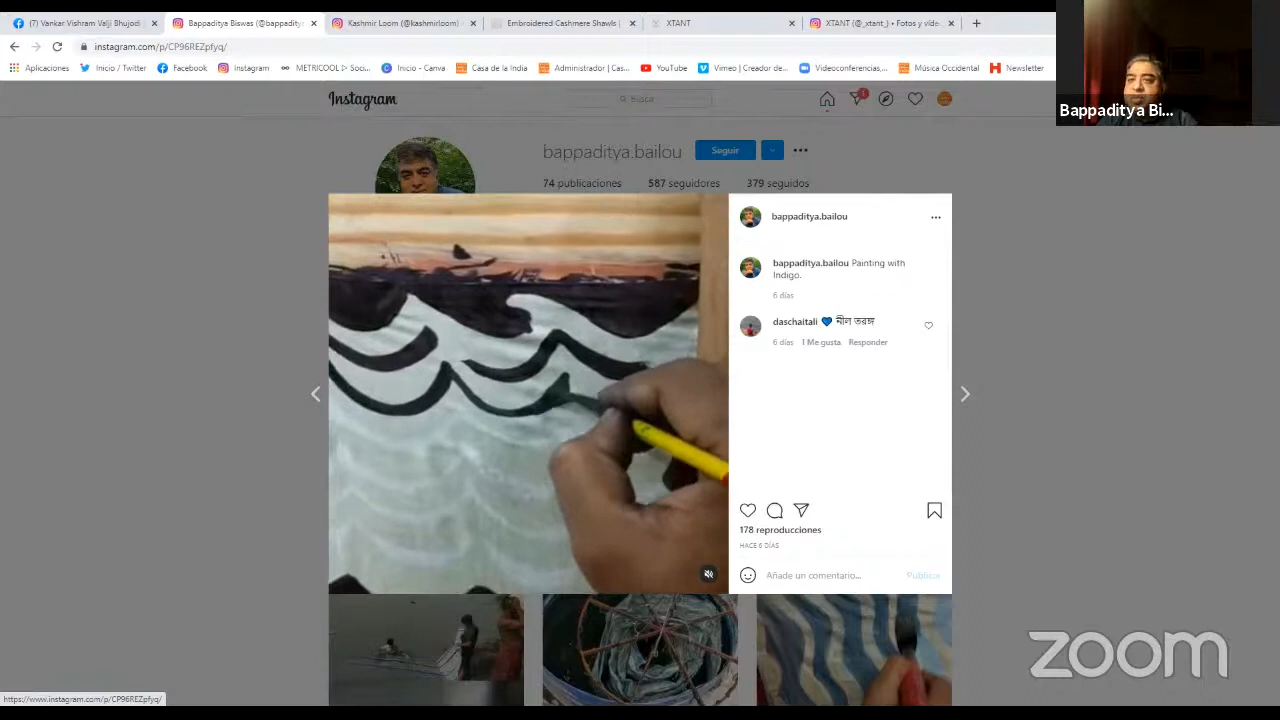 (7) Vankar Vishram Valji Bhujodi
Bappaditya Biswas (@bappaditya
Kashmir Loom (@kashmirloom) •
Embroidered Cashmere Shawls |
XTANT
XTANT (@_xtant_) • Fotos y víde
instagram.com/p/CP96REZpfyq/
Aplicaciones
Inicio / Twitter
Facebook
Instagram
METRICOOL ▷ Soci...
Inicio - Canva
Casa de la India
Administrador | Cas...
YouTube
Vimeo | Creador de...
Videoconferencias,...
Música Occidental
Newsletter
Bappaditya Bi...
Instagram
Busca
1
bappaditya.bailou
Seguir
74 publicaciones
587 seguidores
379 seguidos
bappaditya.bailou
bappaditya.bailou Painting with
Indigo.
6 días
daschaitali 💙 নীল তরঙ্গ
6 días
1 Me gusta
Responder
178 reproducciones
HACE 6 DÍAS
Añade un comentario...
Publicar
zoom
https://www.instagram.com/p/CP96REZpfyq/